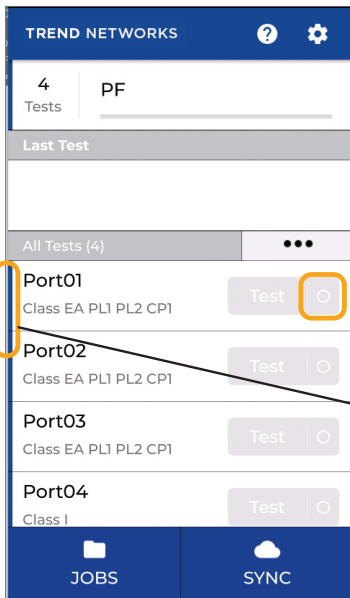 TREND NETWORKS
4
Tests
PF
Last Test
All Tests (4)
Port01
Class EA PL1 PL2 CP1
Test
Port02
Class EA PL1 PL2 CP1
Test
Port03
Class EA PL1 PL2 CP1
Test
Port04
Class I
Test
JOBS
SYNC